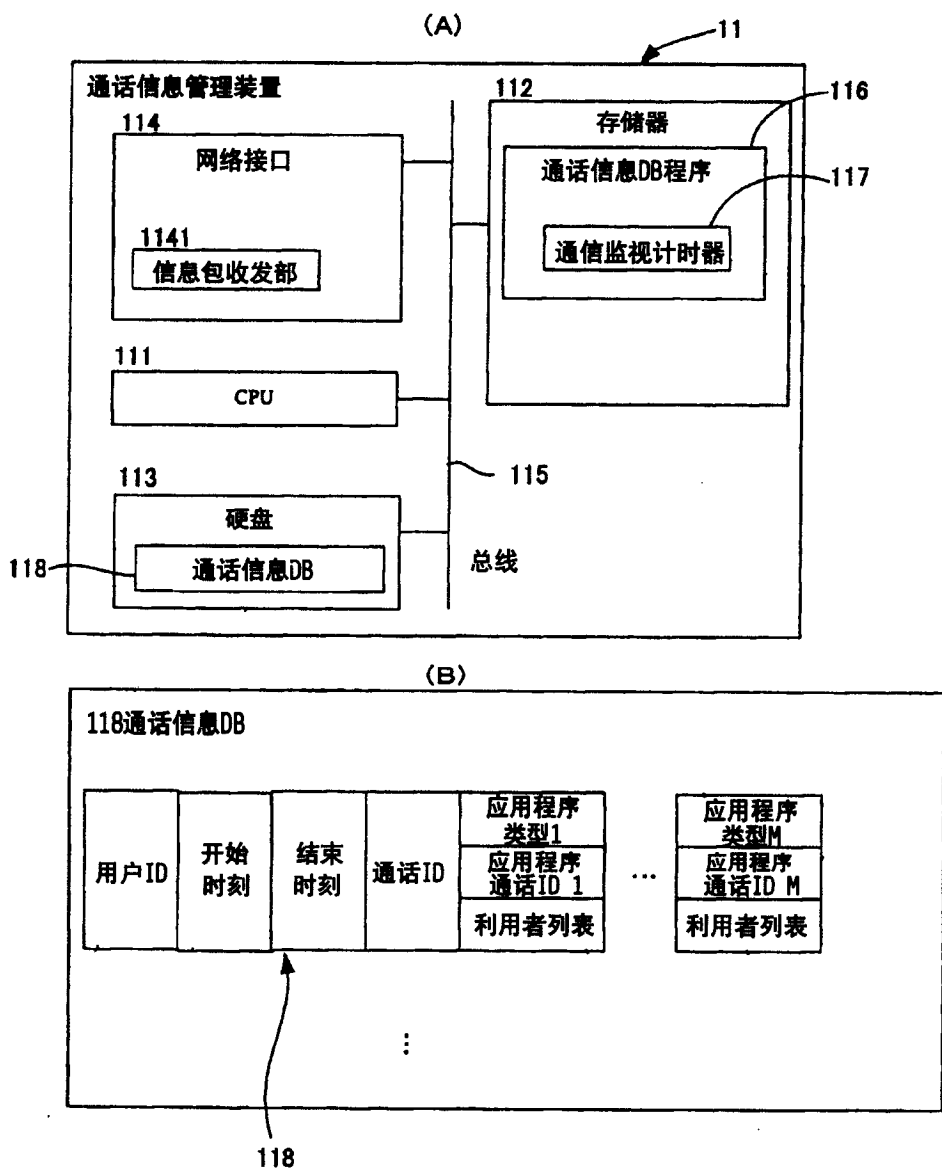 (A)
11
通话信息管理装置
114
网络接口
1141
信息包收发部
112
存储器
116
通话信息DB程序
117
通信监视计时器
111
CPU
115
113
硬盘
118
通话信息DB
总线
(B)
118通话信息DB
用户ID
开始
时刻
结束
时刻
通话ID
应用程序
类型1
应用程序
通话ID 1
利用者列表
...
应用程序
类型M
应用程序
通话ID M
利用者列表
⋮
118